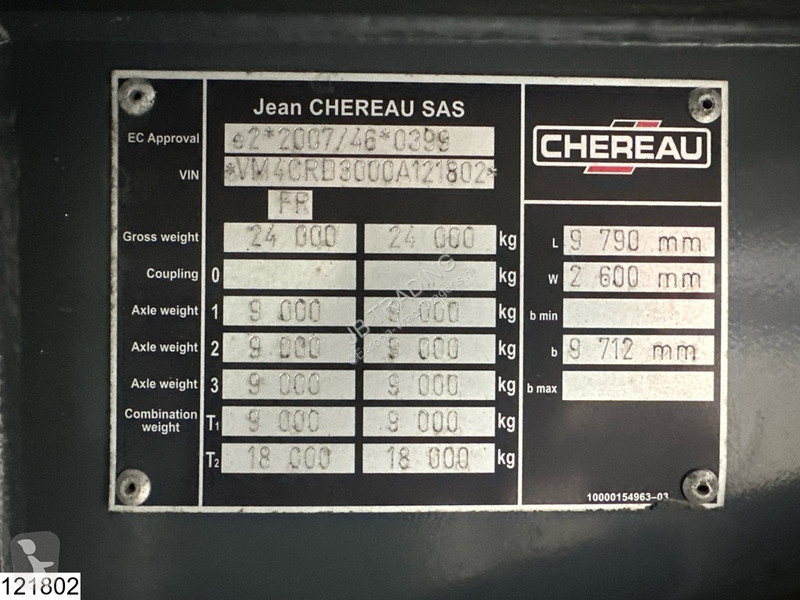 Jean CHEREAU SAS
EC Approval e2*2007/46*0399
VIN *VM4CRD3000A121802*
FR
CHEREAU
Gross weight 24 000 24 000 kg
Coupling 0 kg
Axle weight 1 9 000 9 000 kg
Axle weight 2 9 000 9 000 kg
Axle weight 3 9 000 9 000 kg
Combination weight T1 9 000 9 000 kg
T2 18 000 18 000 kg
L 9 790 mm
W 2 600 mm
b min
b 9 712 mm
b max
10000154963-03
JB TRADING
121802